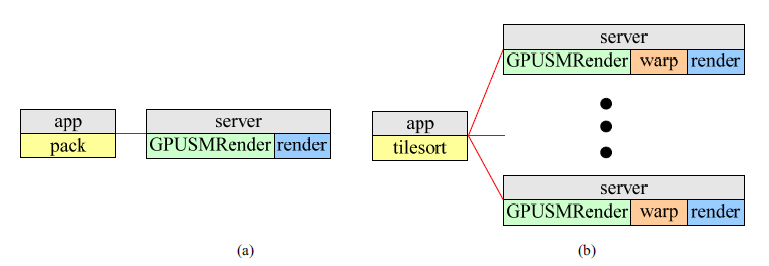 app
pack
server
GPUSMRender render
(a)
app
tilesort
server
GPUSMRender warp render
server
GPUSMRender warp render
(b)